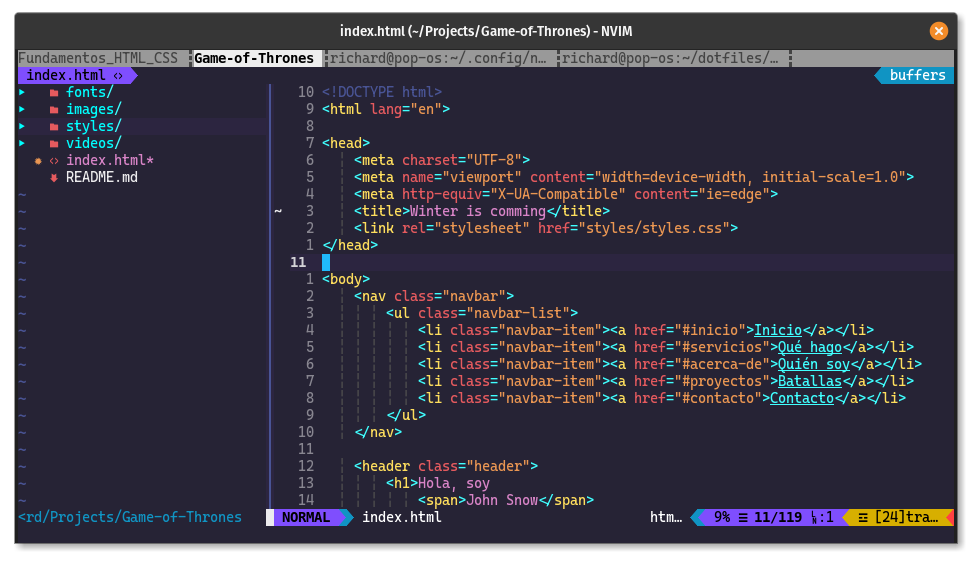 index.html (~/Projects/Game-of-Thrones) - NVIM
Fundamentos_HTML_CSS Game-of-Thrones richard@pop-os:~/.config/n… richard@pop-os:~/dotfiles/…
index.html <> buffers
fonts/
images/
styles/
videos/
<> index.html*
README.md
10 <!DOCTYPE html>
9 <html lang="en">
8
7 <head>
6 <meta charset="UTF-8">
5 <meta name="viewport" content="width=device-width, initial-scale=1.0">
4 <meta http-equiv="X-UA-Compatible" content="ie=edge">
~ 3 <title>Winter is comming</title>
2 <link rel="stylesheet" href="styles/styles.css">
1 </head>
11
1 <body>
2 <nav class="navbar">
3 <ul class="navbar-list">
4 <li class="navbar-item"><a href="#inicio">Inicio</a></li>
5 <li class="navbar-item"><a href="#servicios">Qué hago</a></li>
6 <li class="navbar-item"><a href="#acerca-de">Quién soy</a></li>
7 <li class="navbar-item"><a href="#proyectos">Batallas</a></li>
8 <li class="navbar-item"><a href="#contacto">Contacto</a></li>
9 </ul>
10 </nav>
11
12 <header class="header">
13 <h1>Hola, soy
14 <span>John Snow</span>
<rd/Projects/Game-of-Thrones NORMAL index.html htm… 9% ☰ 11/119 :1 [24]tra…